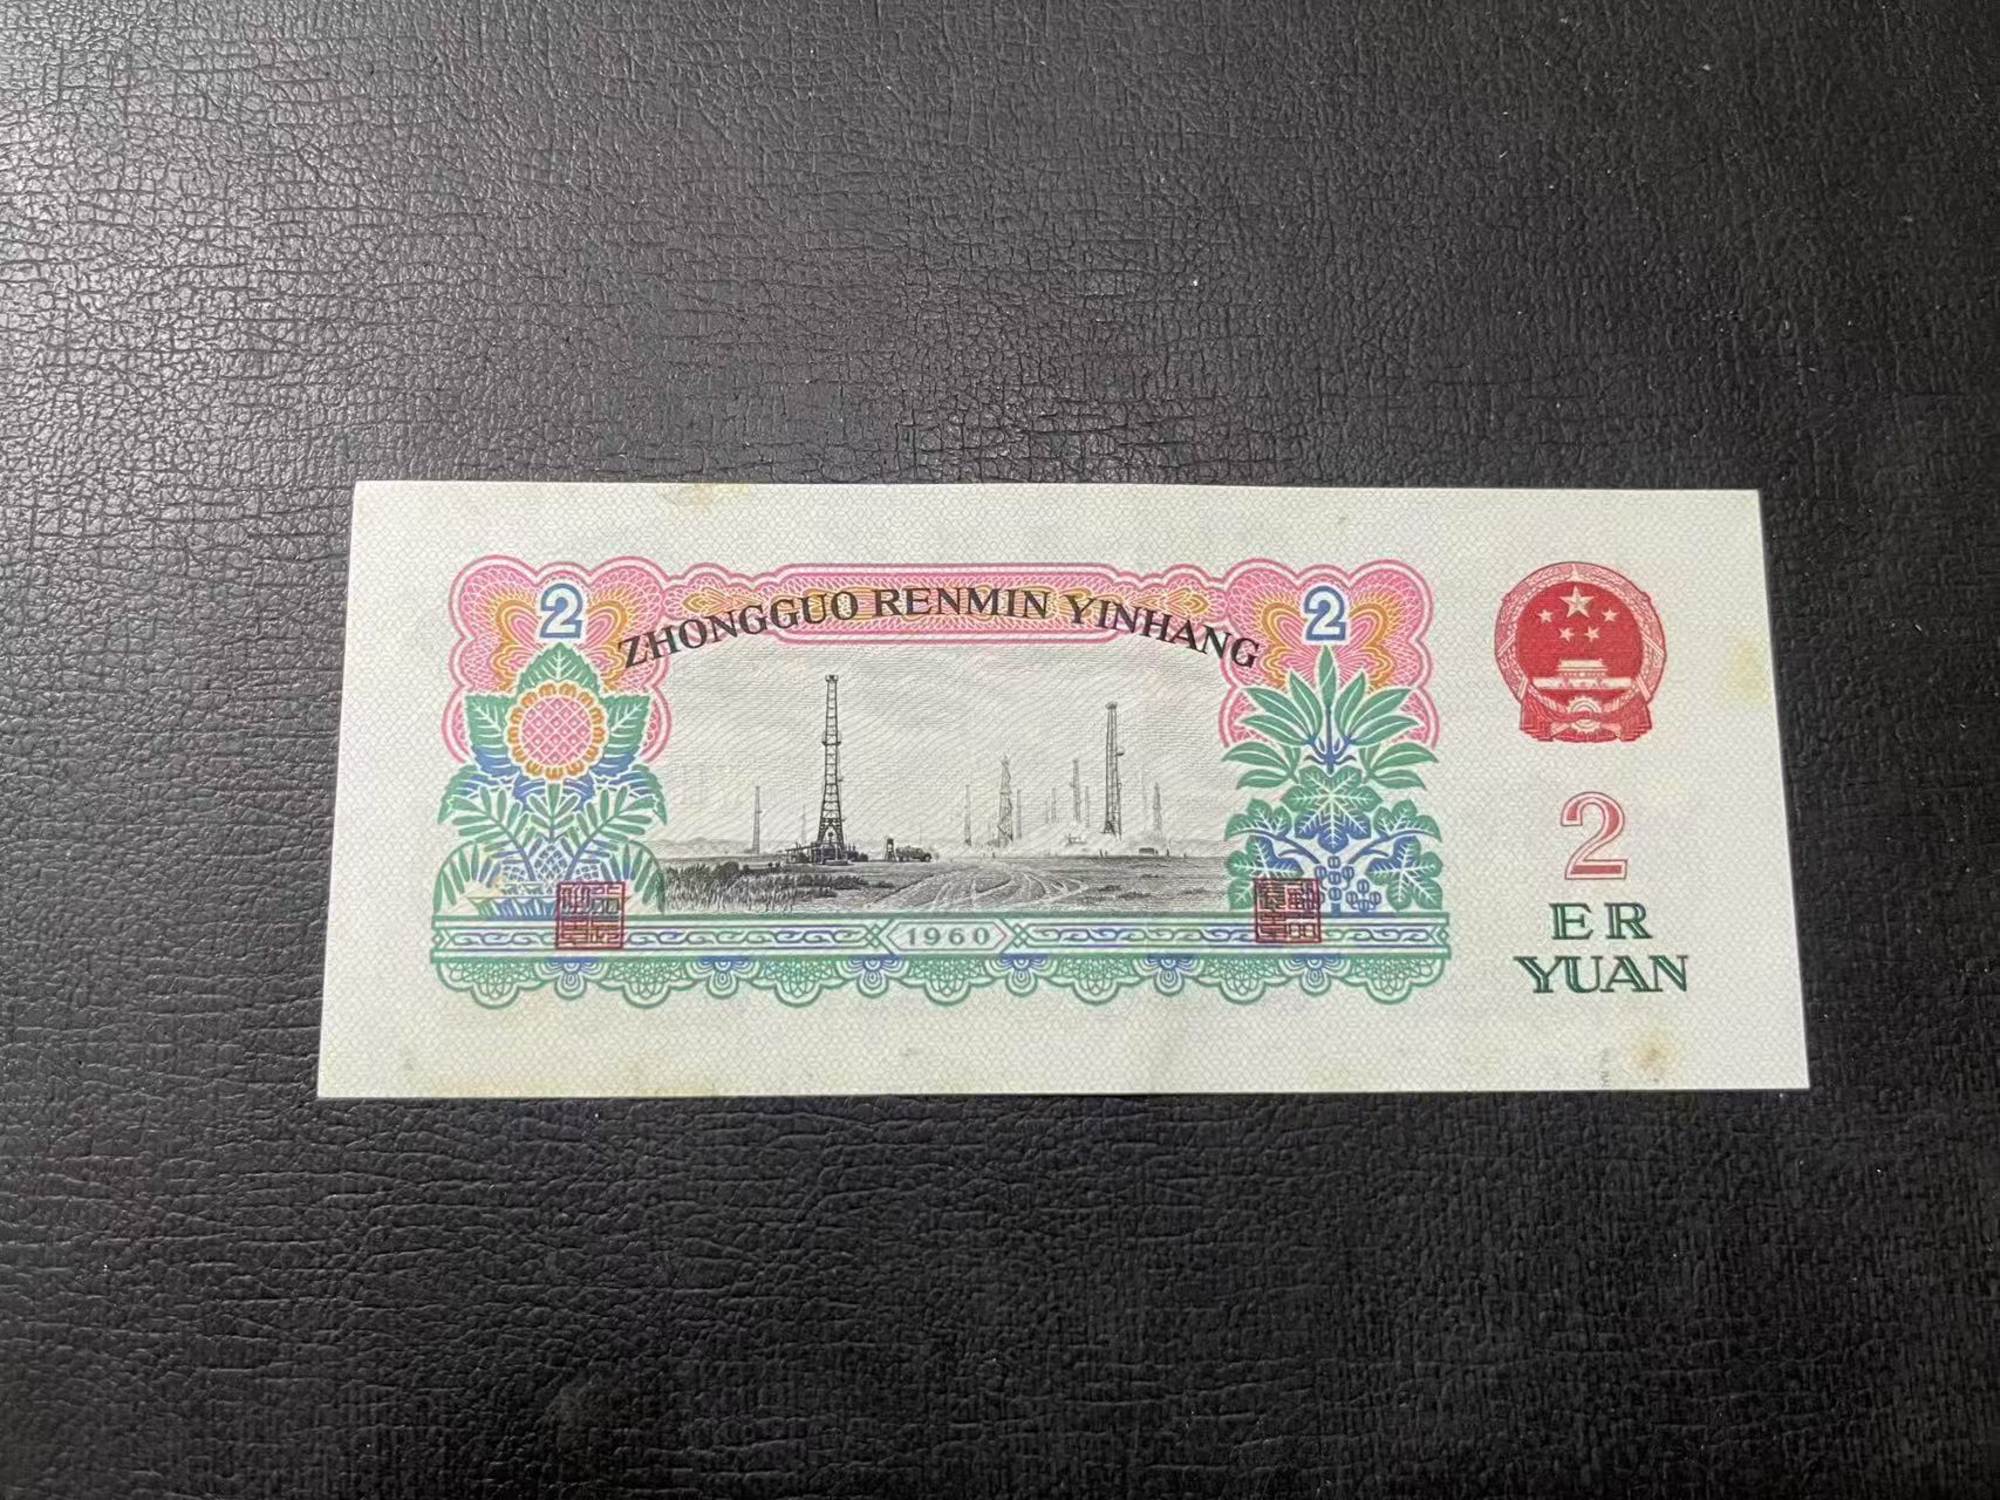 2
2
ZHONGGUO RENMIN YINHANG
1960
2
ER
YUAN